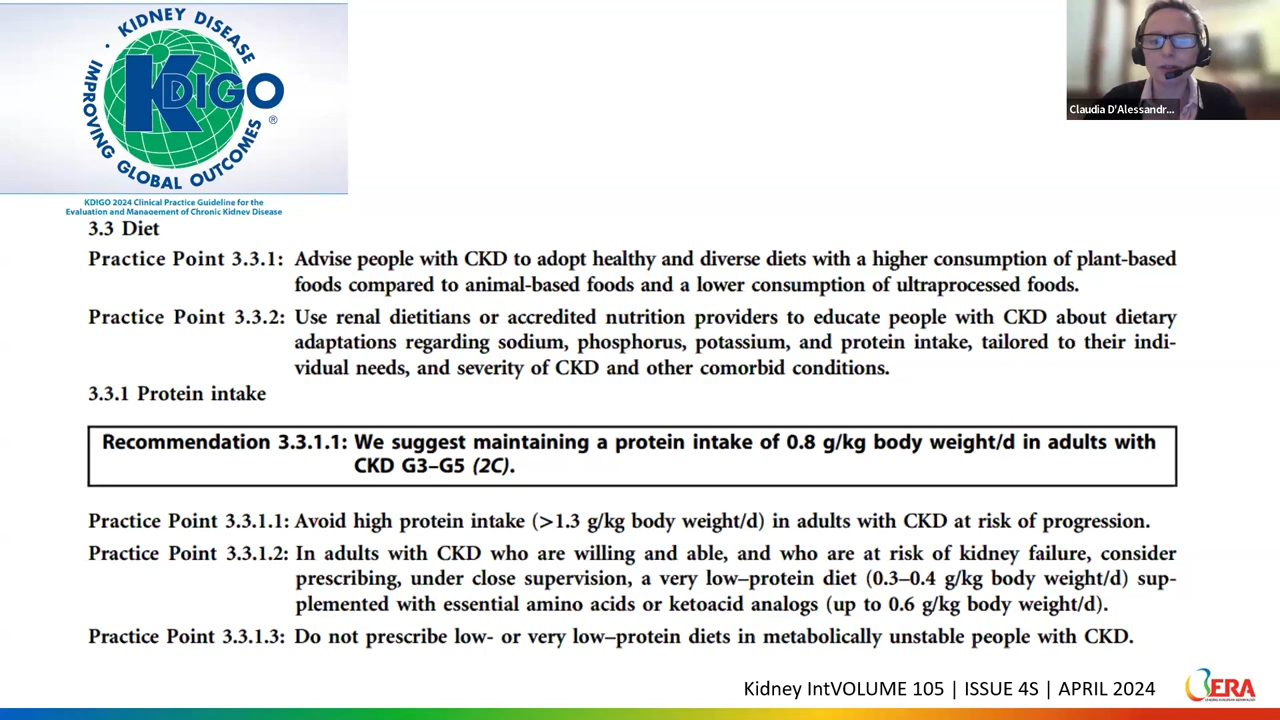 KIDNEY DISEASE
IMPROVING GLOBAL OUTCOMES
KDIGO
®
KDIGO 2024 Clinical Practice Guideline for the
Evaluation and Management of Chronic Kidney Disease
Claudia D'Alessandr...
3.3 Diet
Practice Point 3.3.1: Advise people with CKD to adopt healthy and diverse diets with a higher consumption of plant-based
foods compared to animal-based foods and a lower consumption of ultraprocessed foods.
Practice Point 3.3.2: Use renal dietitians or accredited nutrition providers to educate people with CKD about dietary
adaptations regarding sodium, phosphorus, potassium, and protein intake, tailored to their indi-
vidual needs, and severity of CKD and other comorbid conditions.
3.3.1 Protein intake
Recommendation 3.3.1.1: We suggest maintaining a protein intake of 0.8 g/kg body weight/d in adults with
CKD G3–G5 (2C).
Practice Point 3.3.1.1: Avoid high protein intake (>1.3 g/kg body weight/d) in adults with CKD at risk of progression.
Practice Point 3.3.1.2: In adults with CKD who are willing and able, and who are at risk of kidney failure, consider
prescribing, under close supervision, a very low–protein diet (0.3–0.4 g/kg body weight/d) sup-
plemented with essential amino acids or ketoacid analogs (up to 0.6 g/kg body weight/d).
Practice Point 3.3.1.3: Do not prescribe low- or very low–protein diets in metabolically unstable people with CKD.
Kidney IntVOLUME 105 | ISSUE 4S | APRIL 2024
ERA
LEADING EUROPEAN NEPHROLOGY